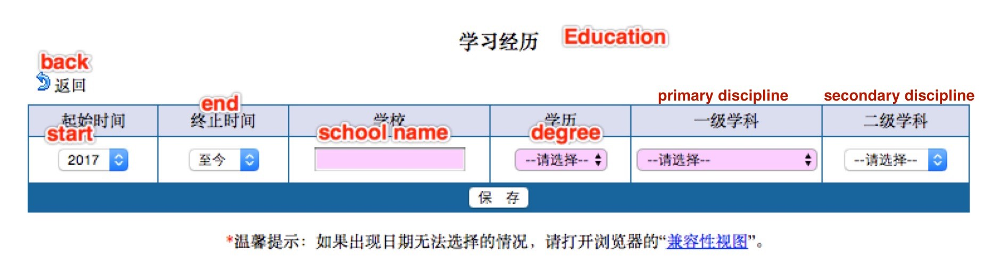 学习经历 Education
back
返回
primary discipline secondary discipline
end
起始时间 终止时间 学校 学历 一级学科 二级学科
start school name degree
2017 至今 --请选择-- --请选择-- --请选择--
保 存
*温馨提示：如果出现日期无法选择的情况，请打开浏览器的“兼容性视图”。